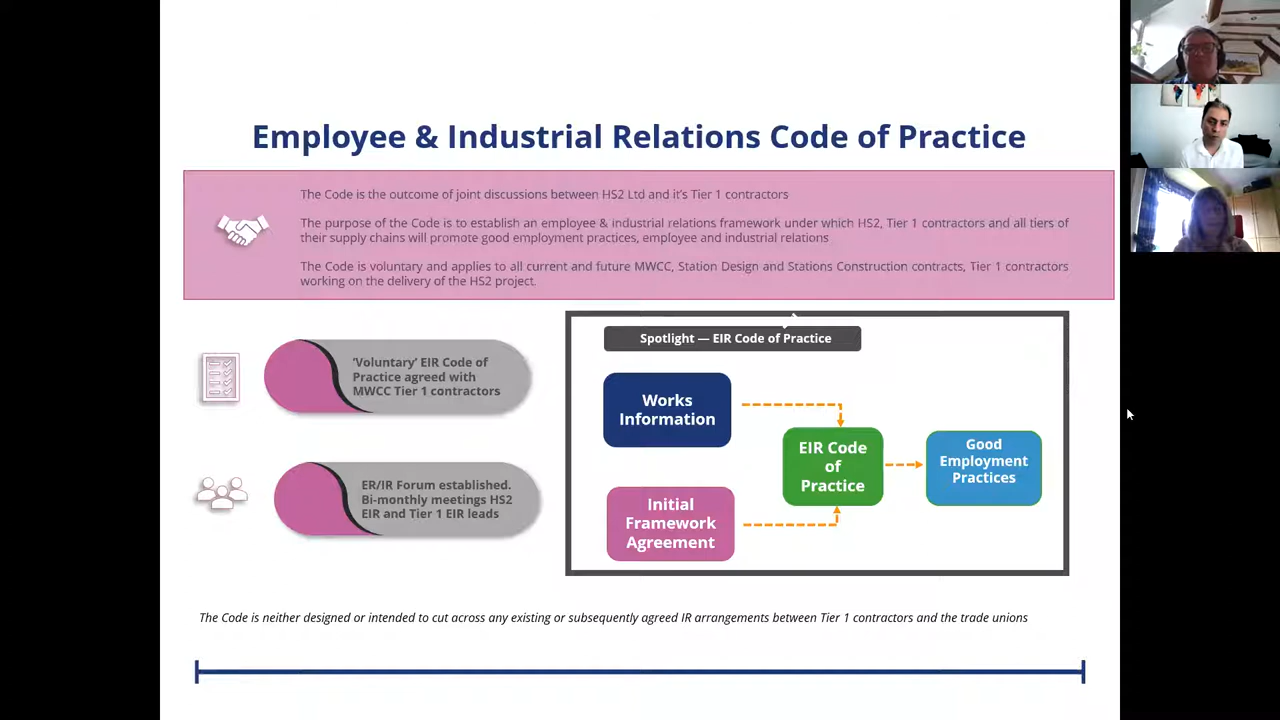 Employee & Industrial Relations Code of Practice
The Code is the outcome of joint discussions between HS2 Ltd and it's Tier 1 contractors
The purpose of the Code is to establish an employee & industrial relations framework under which HS2, Tier 1 contractors and all tiers of
their supply chains will promote good employment practices, employee and industrial relations
The Code is voluntary and applies to all current and future MWCC, Station Design and Stations Construction contracts, Tier 1 contractors
working on the delivery of the HS2 project.
'Voluntary' EIR Code of
Practice agreed with
MWCC Tier 1 contractors
ER/IR Forum established.
Bi-monthly meetings HS2
EIR and Tier 1 EIR leads
Spotlight — EIR Code of Practice
Works
Information
Initial
Framework
Agreement
EIR Code
of
Practice
Good
Employment
Practices
The Code is neither designed or intended to cut across any existing or subsequently agreed IR arrangements between Tier 1 contractors and the trade unions